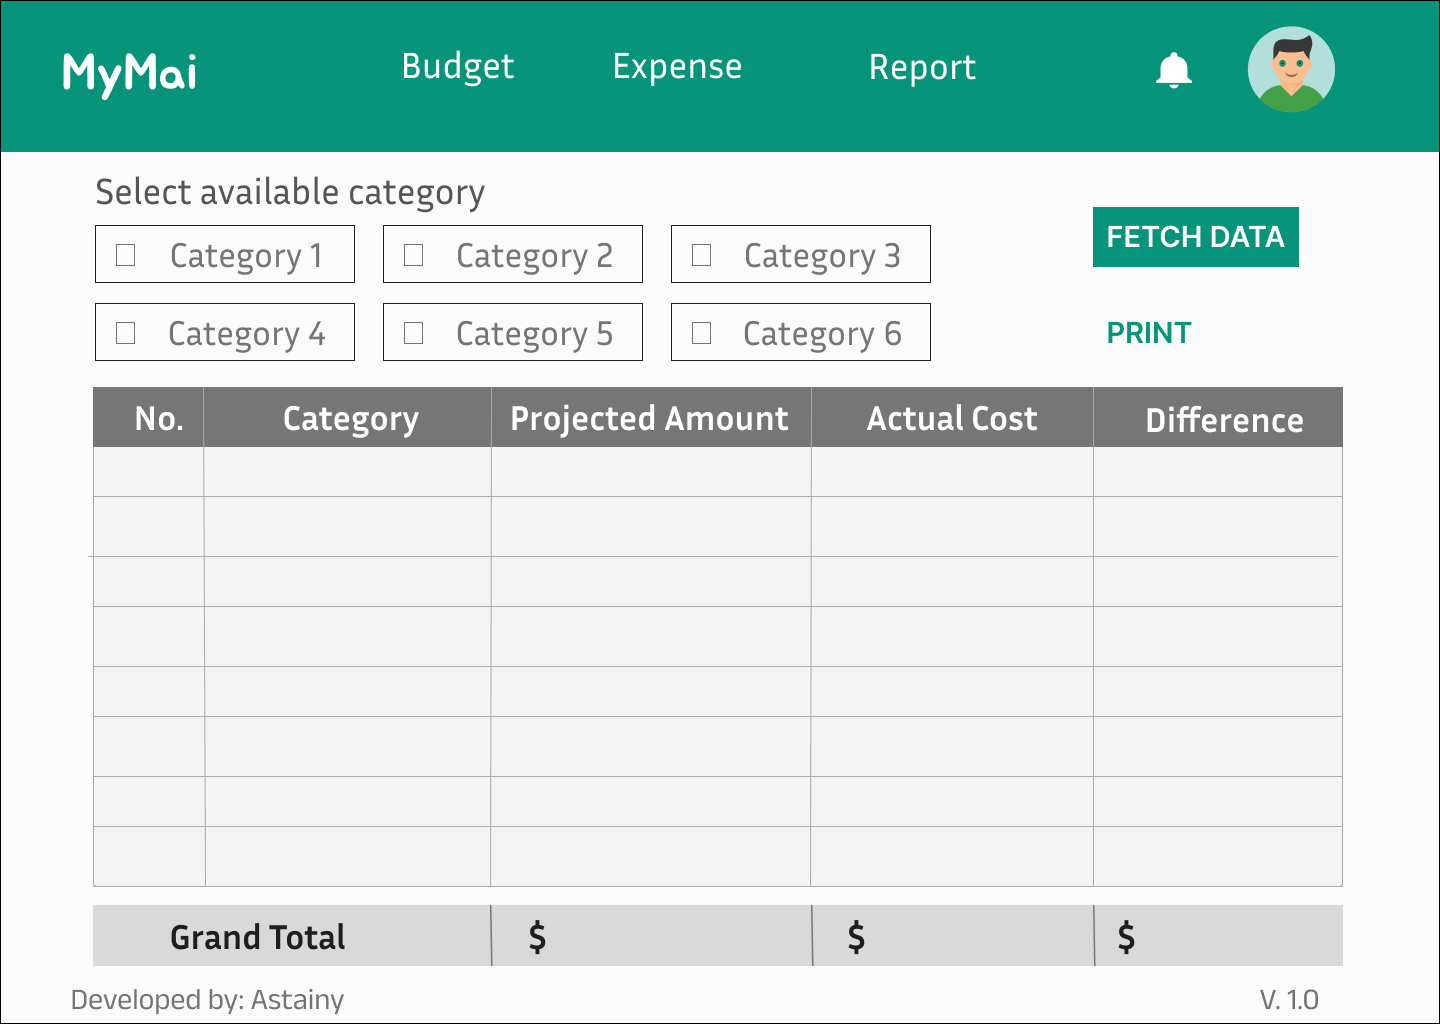 MyMai Budget Expense Report
Select available category
FETCH DATA
Category 1 Category 2 Category 3
Category 4 Category 5 Category 6
PRINT
No. Category Projected Amount Actual Cost Difference
Grand Total $ $ $
Developed by: Astainy V. 1.0